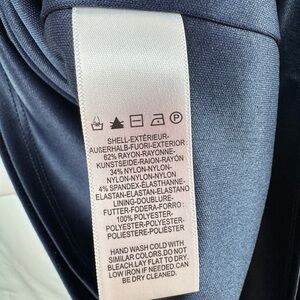 SHELL-EXTÉRIEUR-
AUßERHALB-FUORI-EXTERIOR
62% RAYON-RAYONNE-
KUNSTSEIDE-RAION-RAYÓN
34% NYLON-NYLON-
NYLON-NYLON-NYLON
4% SPANDEX-ÉLASTHANNE-
ELASTAN-ELASTAN-ELASTANO
LINING-DOUBLURE-
FUTTER-FODERA-FORRO
100% POLYESTER-
POLYESTER-POLYESTER-
POLIESTERE-POLIÉSTER
HAND WASH COLD WITH
SIMILAR COLORS.DO NOT
BLEACH.LAY FLAT TO DRY.
LOW IRON IF NEEDED.CAN
BE DRY CLEANED.